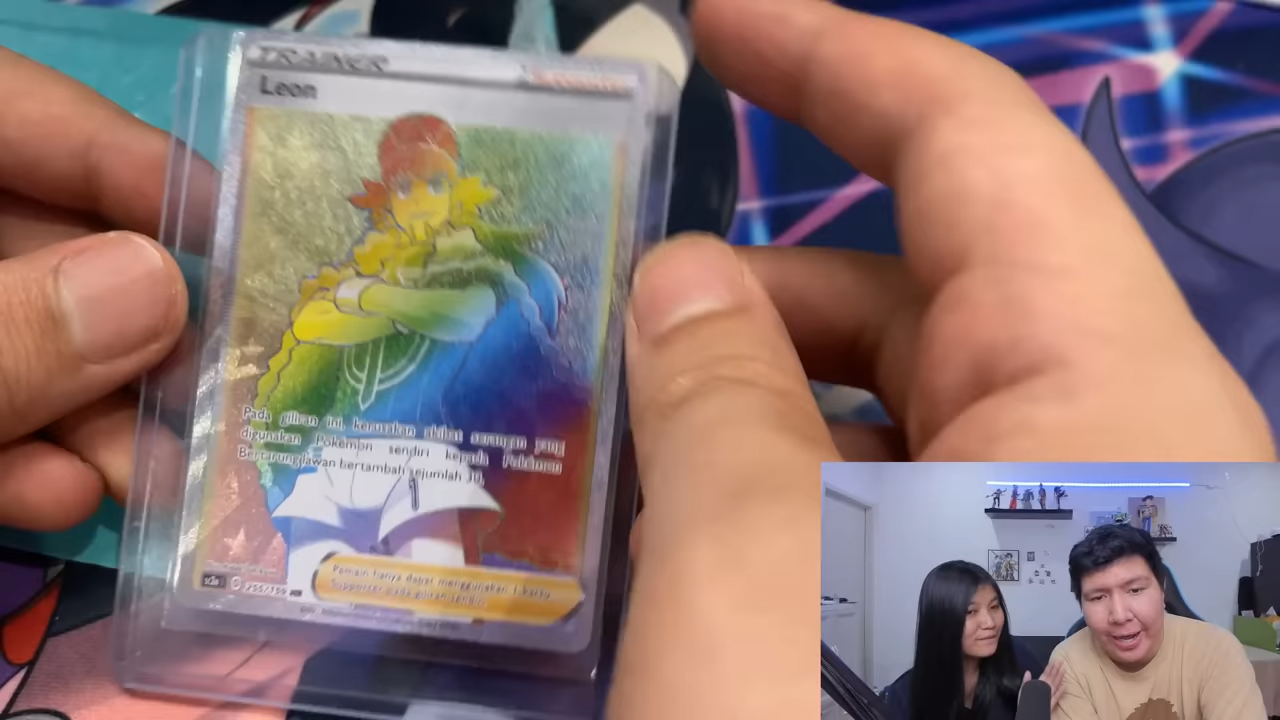 TRAINER
Leon
Pada giliran ini, kerusakan akibat serangan yang
digunakan Pokémon sendiri kepada Pokémon
Bertarung lawan bertambah sejumlah 30.
Pemain hanya dapat menggunakan 1 kartu
Supporter pada giliran sendiri.